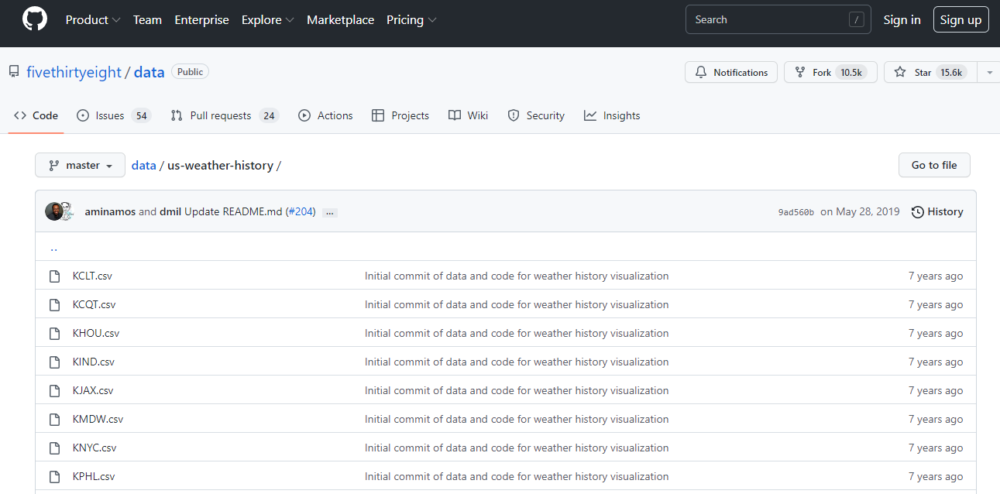 Product Team Enterprise Explore Marketplace Pricing Search / Sign in Sign up
fivethirtyeight / data Public Notifications Fork 10.5k Star 15.6k
Code Issues 54 Pull requests 24 Actions Projects Wiki Security Insights
master data / us-weather-history / Go to file
aminamos and dmil Update README.md (#204) ... 9ad560b on May 28, 2019 History
..
KCLT.csv Initial commit of data and code for weather history visualization 7 years ago
KCQT.csv Initial commit of data and code for weather history visualization 7 years ago
KHOU.csv Initial commit of data and code for weather history visualization 7 years ago
KIND.csv Initial commit of data and code for weather history visualization 7 years ago
KJAX.csv Initial commit of data and code for weather history visualization 7 years ago
KMDW.csv Initial commit of data and code for weather history visualization 7 years ago
KNYC.csv Initial commit of data and code for weather history visualization 7 years ago
KPHL.csv Initial commit of data and code for weather history visualization 7 years ago